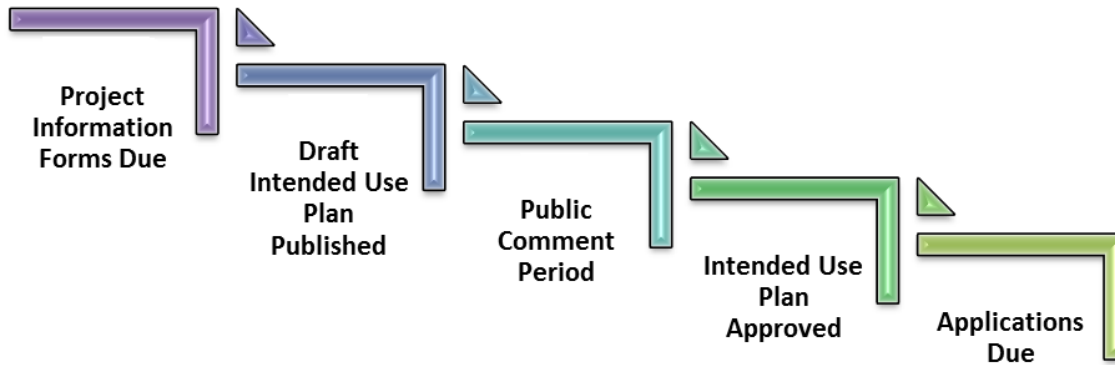 Project
Information
Forms Due
Draft
Intended Use
Plan
Published
Public
Comment
Period
Intended Use
Plan
Approved
Applications
Due